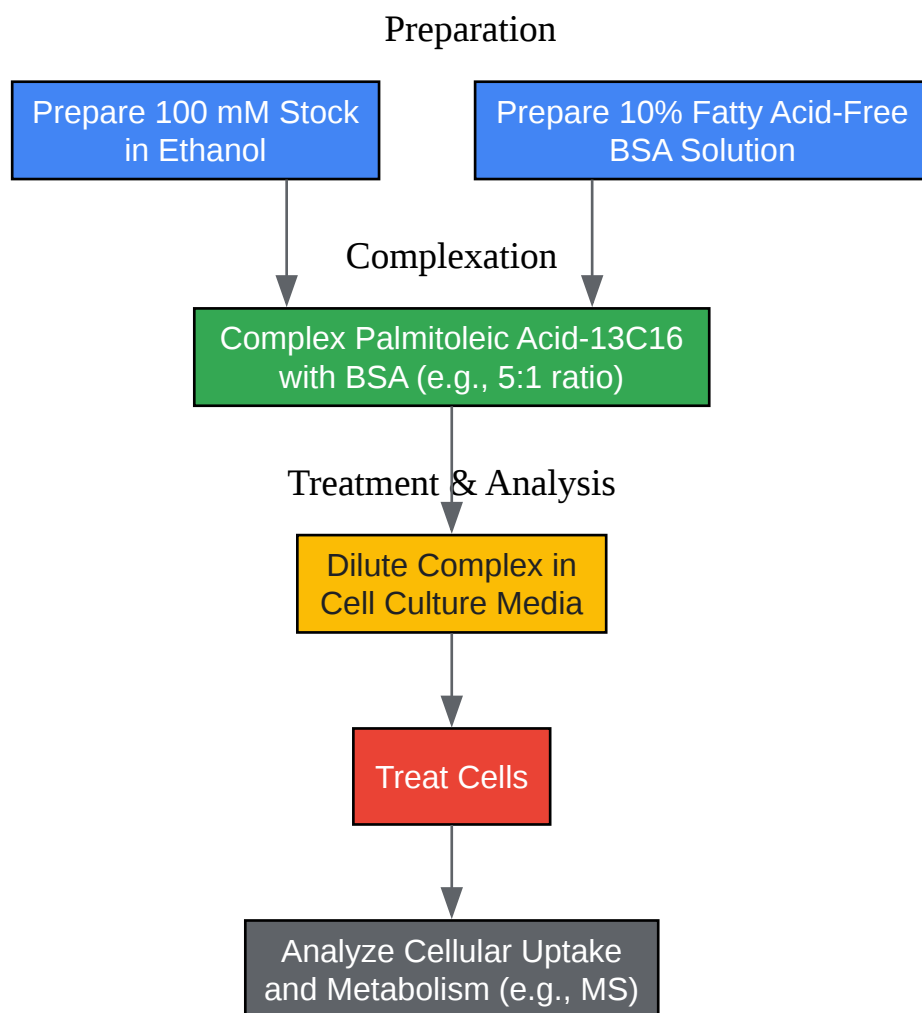 Preparation
Prepare 100 mM Stock
in Ethanol
Prepare 10% Fatty Acid-Free
BSA Solution
Complexation
Complex Palmitoleic Acid-13C16
with BSA (e.g., 5:1 ratio)
Treatment & Analysis
Dilute Complex in
Cell Culture Media
Treat Cells
Analyze Cellular Uptake
and Metabolism (e.g., MS)